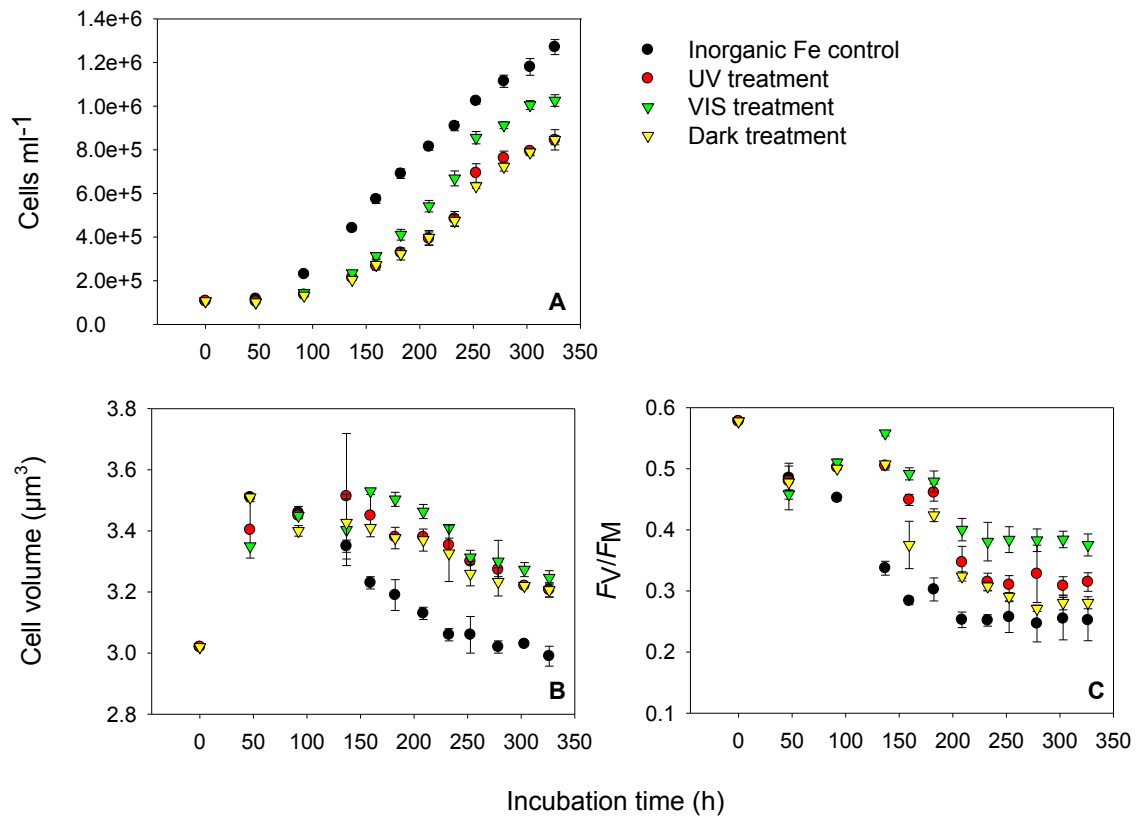 1.4e+6
1.2e+6
1.0e+6
8.0e+5
6.0e+5
4.0e+5
2.0e+5
0.0
Cells ml⁻¹
A
0 50 100 150 200 250 300 350
Inorganic Fe control
UV treatment
VIS treatment
Dark treatment
3.8
3.6
3.4
3.2
3.0
2.8
Cell volume (µm³)
B
0 50 100 150 200 250 300 350
0.6
0.5
0.4
0.3
0.2
0.1
FV/FM
C
0 50 100 150 200 250 300 350
Incubation time (h)